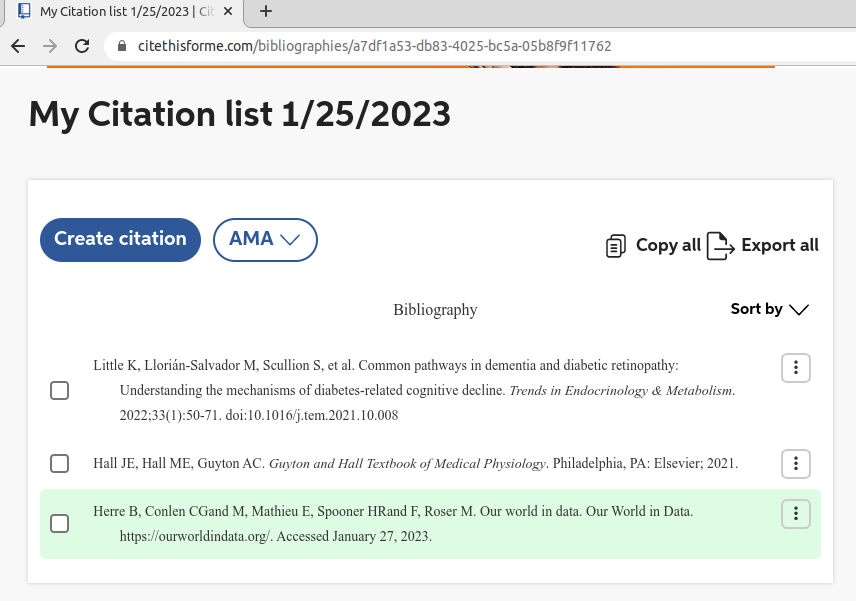 My Citation list 1/25/2023 | Cit
citethisforme.com/bibliographies/a7df1a53-db83-4025-bc5a-05b8f9f11762
My Citation list 1/25/2023
Create citation
AMA
Copy all
Export all
Bibliography
Sort by
Little K, Llorián-Salvador M, Scullion S, et al. Common pathways in dementia and diabetic retinopathy:
Understanding the mechanisms of diabetes-related cognitive decline. Trends in Endocrinology & Metabolism.
2022;33(1):50-71. doi:10.1016/j.tem.2021.10.008
Hall JE, Hall ME, Guyton AC. Guyton and Hall Textbook of Medical Physiology. Philadelphia, PA: Elsevier; 2021.
Herre B, Conlen CGand M, Mathieu E, Spooner HRand F, Roser M. Our world in data. Our World in Data.
https://ourworldindata.org/. Accessed January 27, 2023.